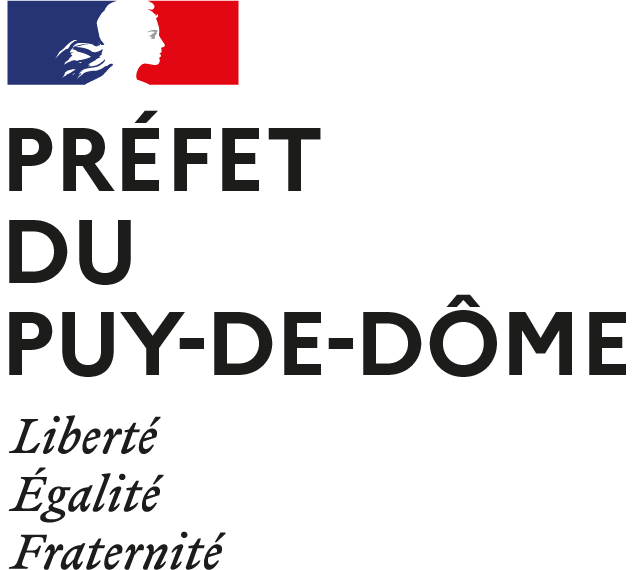 PRÉFET
DU
PUY-DE-DÔME
Liberté
Égalité
Fraternité